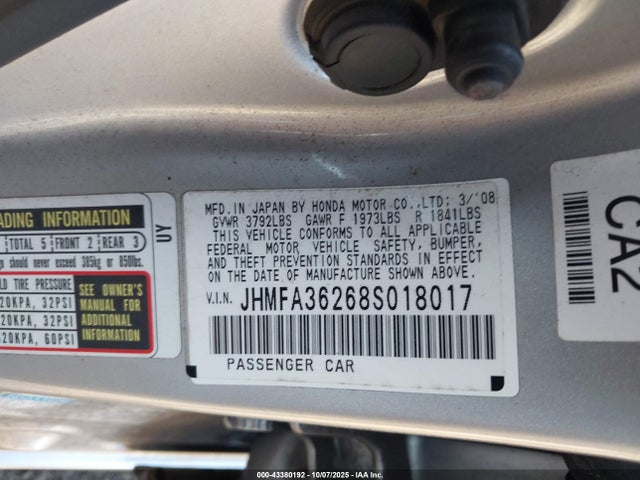 MFD.IN JAPAN BY HONDA MOTOR CO.,LTD; 3/'08
GVWR 3792LBS GAWR F 1973LBS R 1841LBS
THIS VEHICLE CONFORMS TO ALL APPLICABLE
FEDERAL MOTOR VEHICLE SAFETY, BUMPER,
AND THEFT PREVENTION STANDARDS IN EFFECT
ON THE DATE OF MANUFACTURE SHOWN ABOVE.
V.I.N. JHMFA36268S018017
PASSENGER CAR
ADING INFORMATION
TOTAL 5 FRONT 2 REAR 3
should never exceed 385kg or 850lbs.
LD TIRE PRESSURE
20KPA, 32PSI
20KPA, 32PSI
20KPA, 60PSI
SEE OWNER'S
MANUAL FOR
ADDITIONAL
INFORMATION
UY
CA2
000-43380192 - 10/07/2025 - IAA Inc.